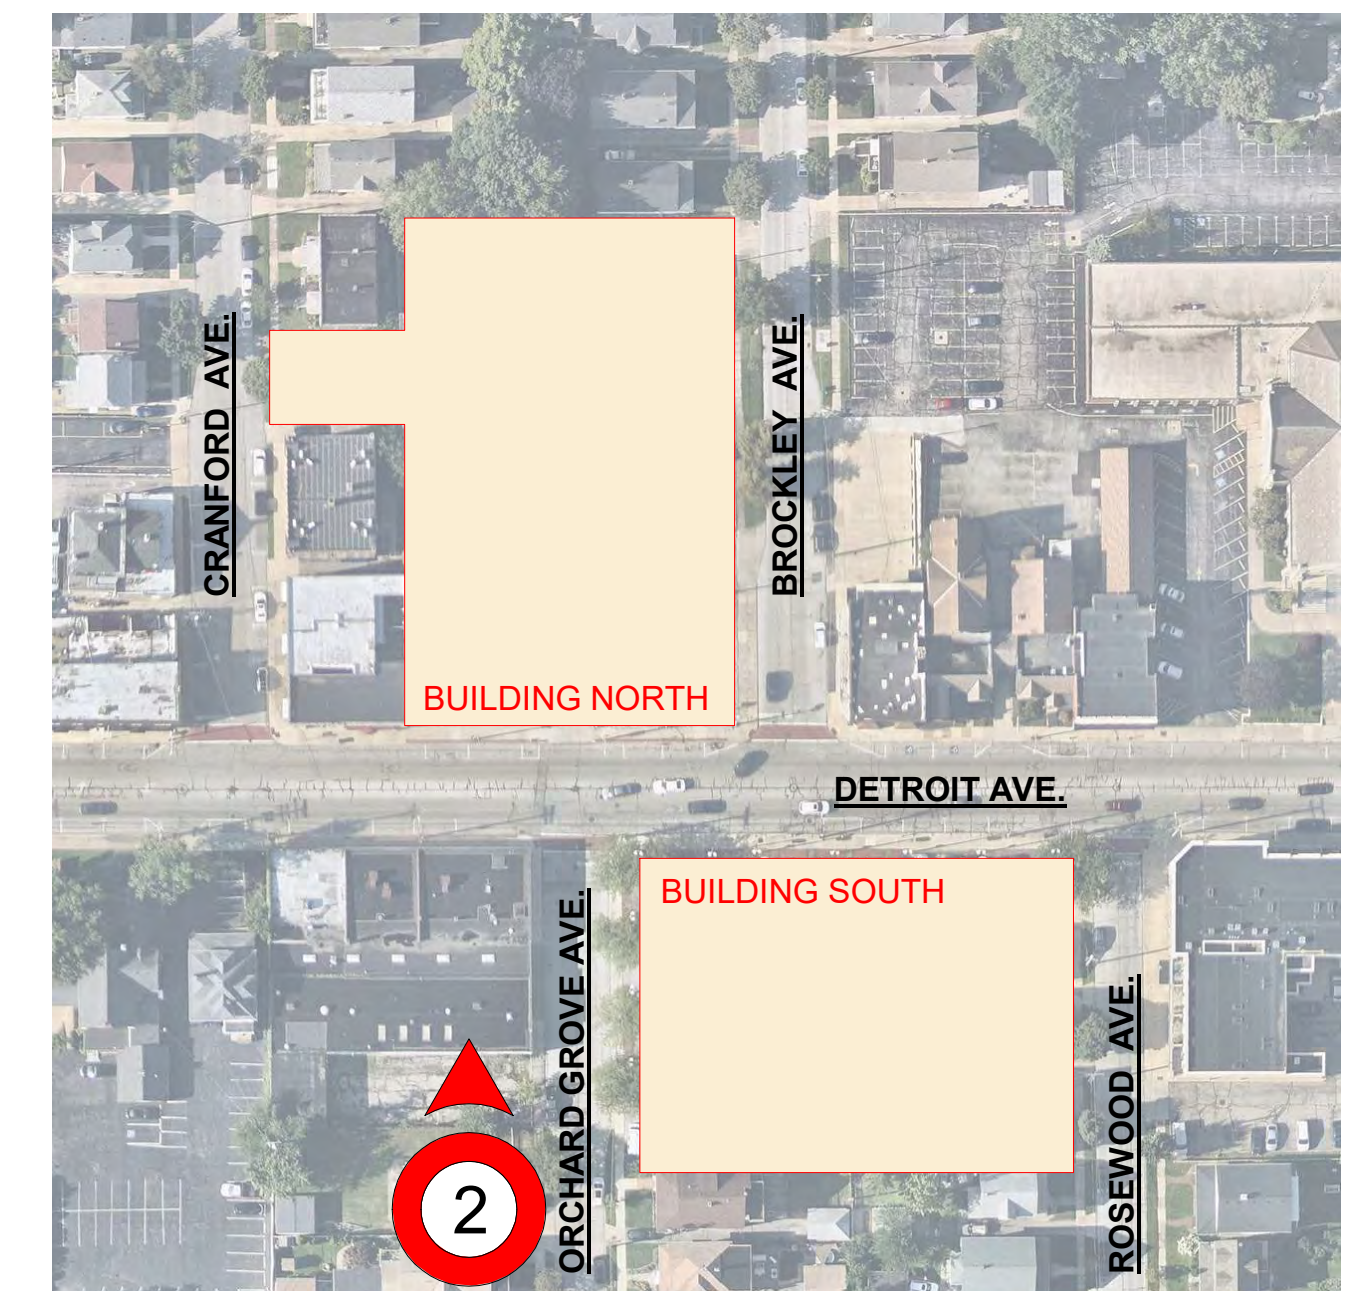 CRANFORD AVE.
BROCKLEY AVE.
BUILDING NORTH
DETROIT AVE.
BUILDING SOUTH
ORCHARD GROVE AVE.
ROSEWOOD AVE.
2